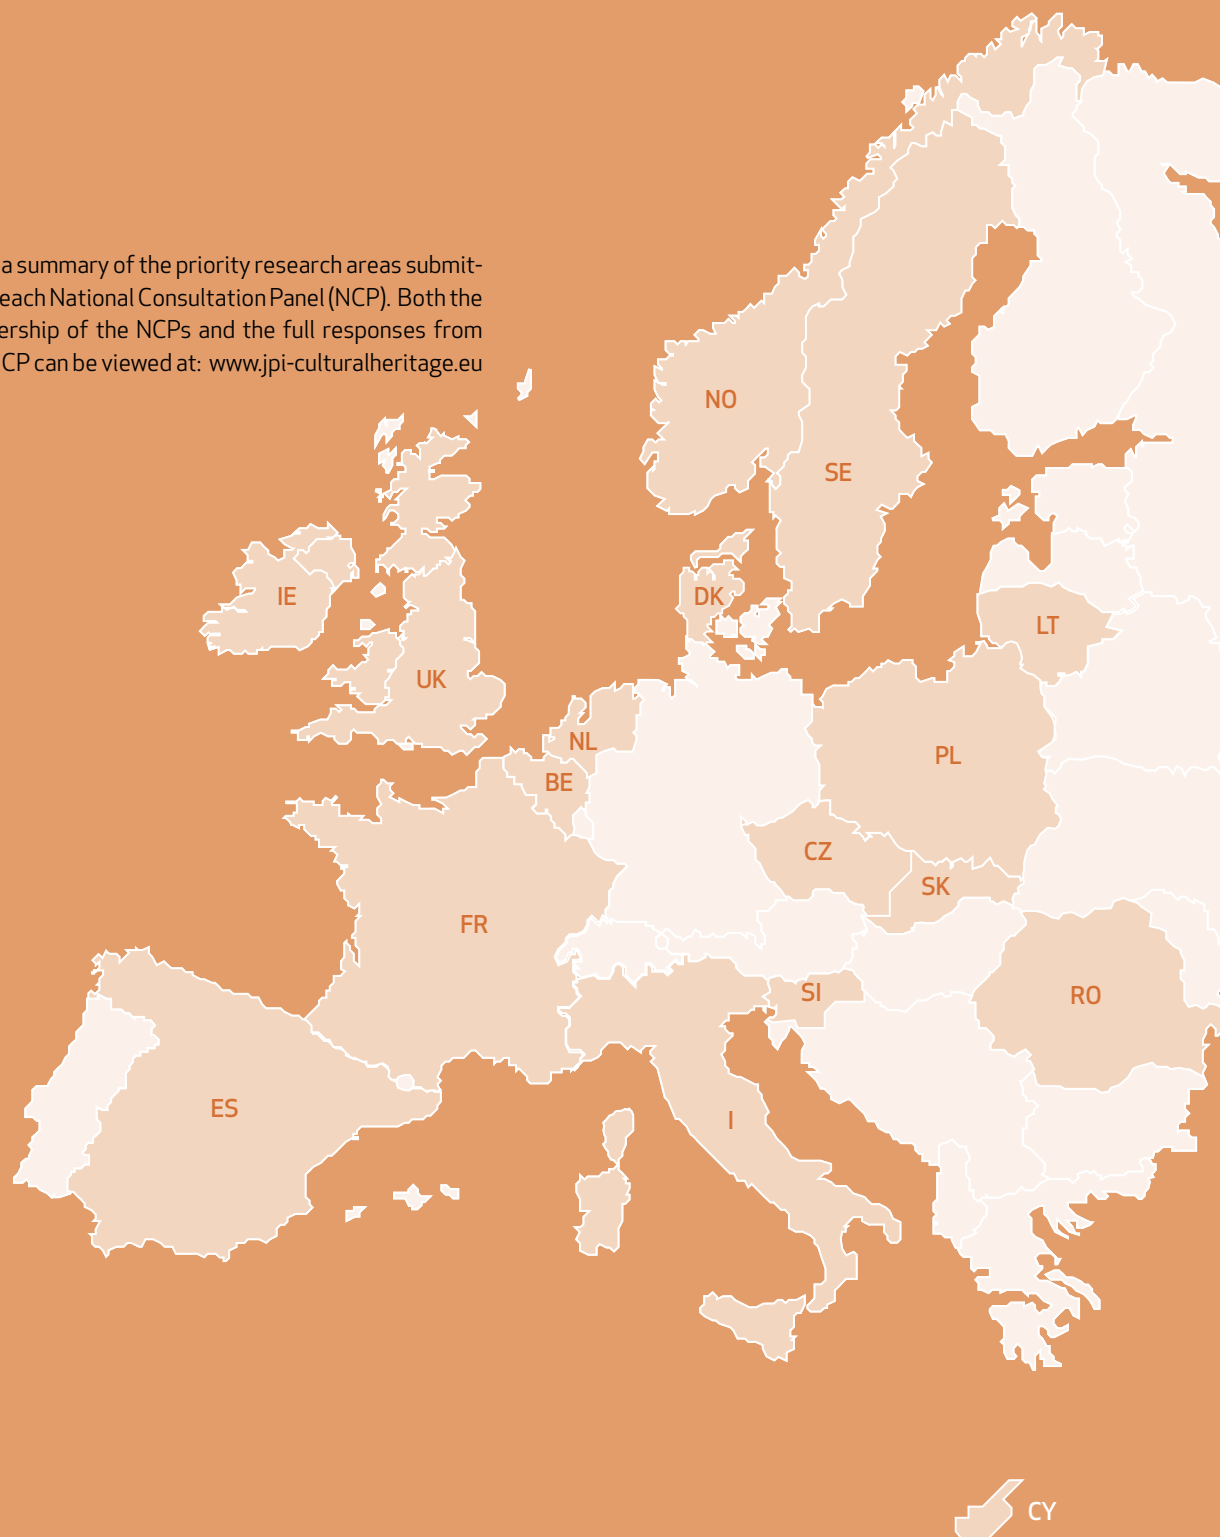 a summary of the priority research areas submit-
each National Consultation Panel (NCP). Both the
ership of the NCPs and the full responses from
CP can be viewed at: www.jpi-culturalheritage.eu
NO
SE
IE
DK
LT
UK
NL
PL
BE
CZ
SK
FR
SI
RO
ES
I
CY